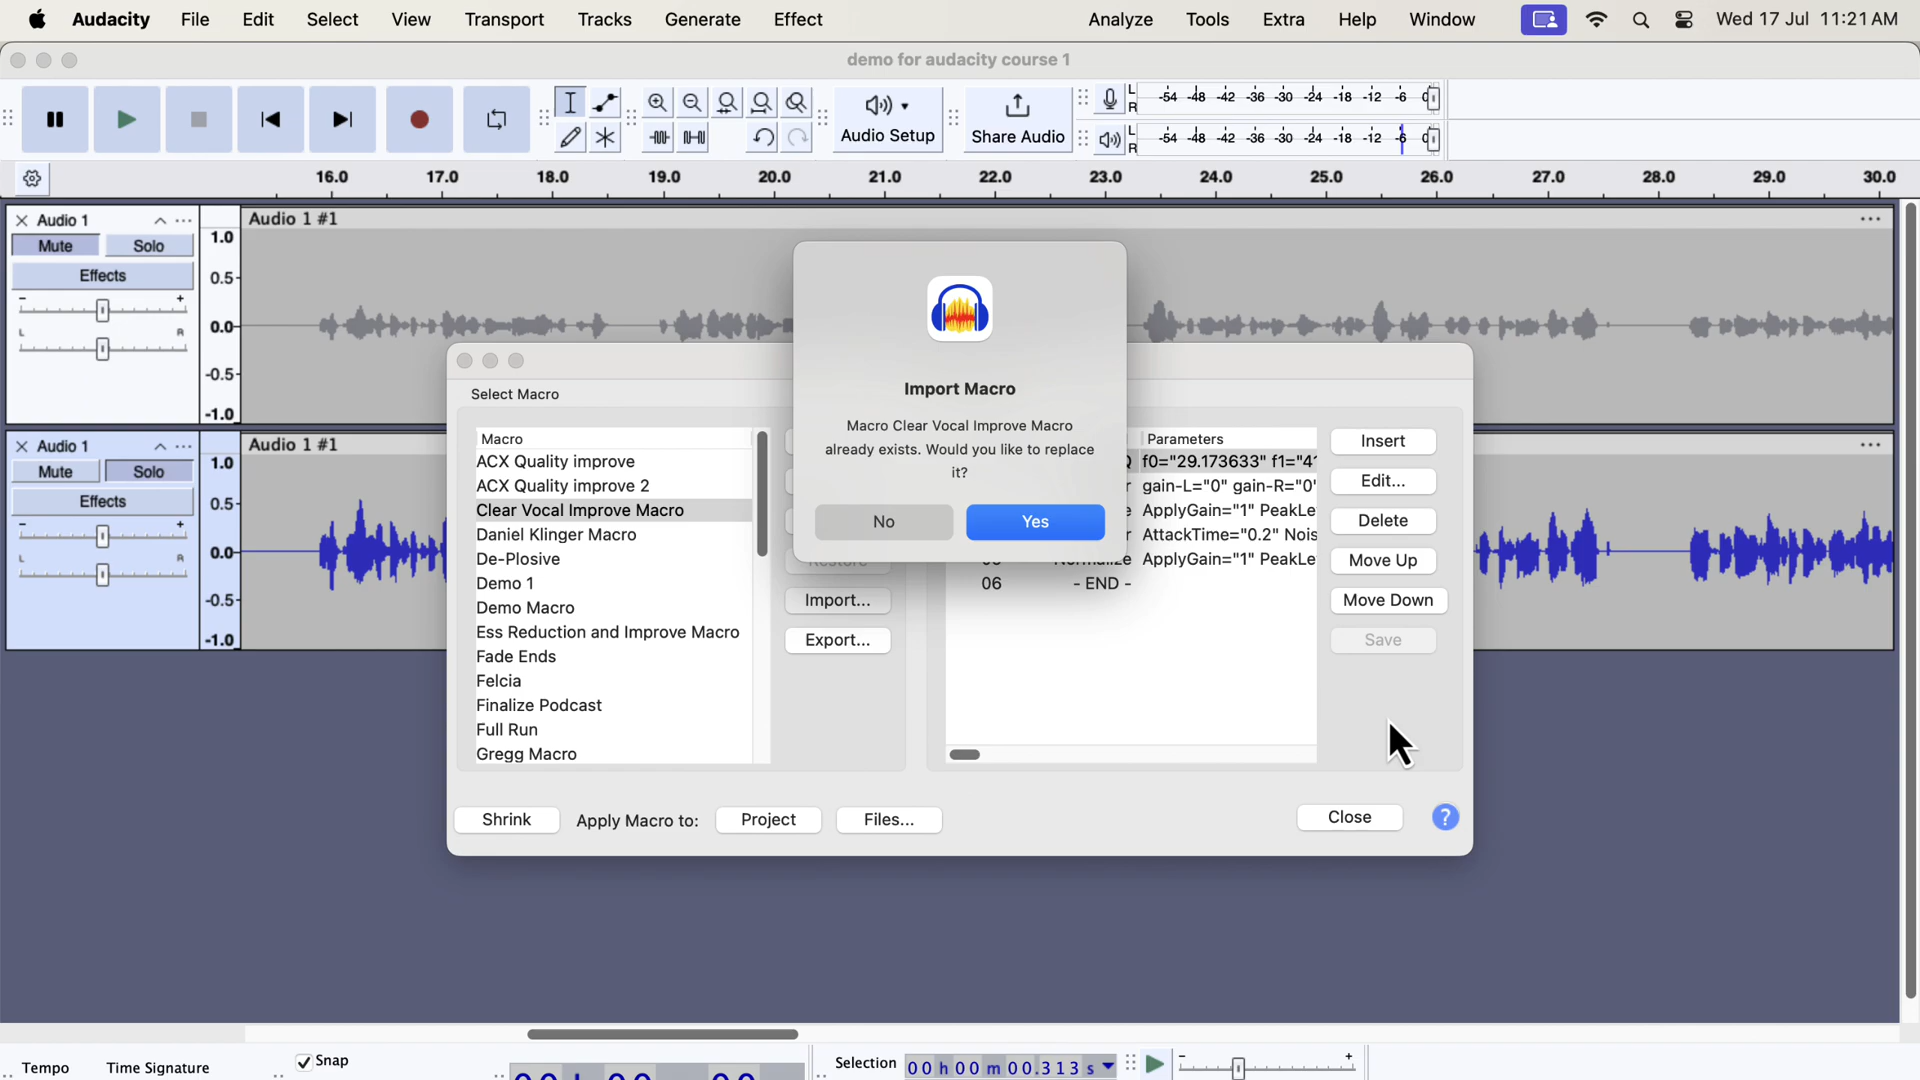 Audacity File Edit Select View Transport Tracks Generate Effect Analyze Tools Extra Help Window Wed 17 Jul 11:21 AM
demo for audacity course 1
Audio Setup
Share Audio
L R -54 -48 -42 -36 -30 -24 -18 -12 -6 0
L R -54 -48 -42 -36 -30 -24 -18 -12 -6 0
16.0 17.0 18.0 19.0 20.0 21.0 22.0 23.0 24.0 25.0 26.0 27.0 28.0 29.0 30.0
Audio 1
Mute Solo
Effects
- +
L R
1.0
0.5
0.0
-0.5
-1.0
Audio 1 #1
Audio 1
Mute Solo
Effects
- +
L R
1.0
0.5
0.0
-0.5
-1.0
Audio 1 #1
Import Macro
Macro Clear Vocal Improve Macro
already exists. Would you like to replace
it?
No Yes
Select Macro
Macro
ACX Quality improve
ACX Quality improve 2
Clear Vocal Improve Macro
Daniel Klinger Macro
De-Plosive
Demo 1
Demo Macro
Ess Reduction and Improve Macro
Fade Ends
Felcia
Finalize Podcast
Full Run
Gregg Macro
Import...
Export...
Parameters
f0="29.173633" f1="4
gain-L="0" gain-R="0"
ApplyGain="1" PeakLe
AttackTime="0.2" Nois
ApplyGain="1" PeakLe
06 - END -
Insert
Edit...
Delete
Move Up
Move Down
Save
Shrink Apply Macro to: Project Files... Close ?
Tempo Time Signature Snap
Selection 00 h 00 m 00.313 s
- +